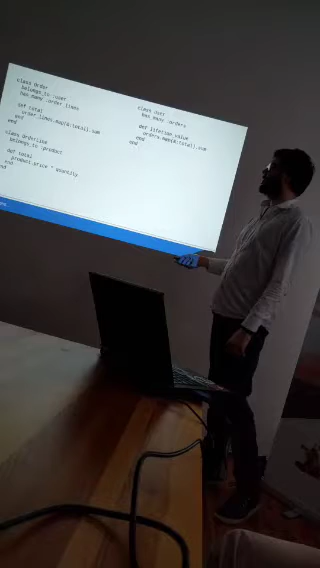 class Order
belongs_to :user
has_many :order_lines
def total
order_lines.map(&:total).sum
end
end
class OrderLine
belongs_to :product
def total
product.price * quantity
end
end
class User
has_many :orders
def lifetime_value
orders.map(&:total).sum
end
end